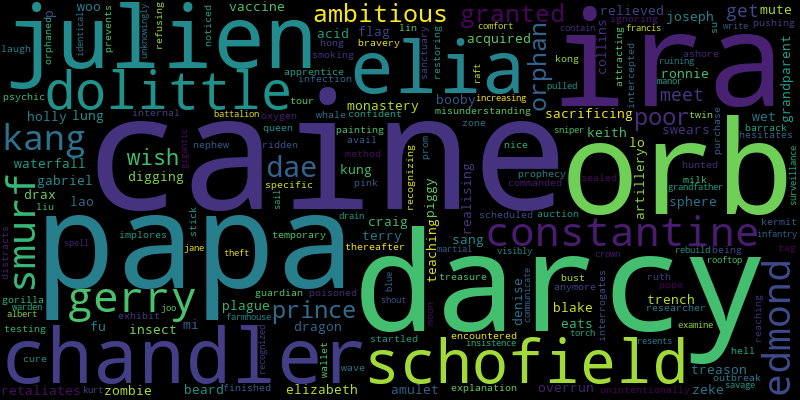 julien
woo
vaccine
ambitious
granted
relieved
joseph
get
mute
su
laugh
orphaned
identical
prevents
unknowingly
refusing
noticed
acid
flag
lin
comfort
francis
ignoring
pushing
hong
bravery
sanctuary
restoring
acquired
contain
write
infection
smoking
elia
orphan
kong
attracting
collins
intercepted
ronnie
ashore
ruining
grandparent
psychic
dolittle
apprentice
tour
raft
increasing
pulled
meet
manor
holly
lung
internal
battalion
oxygen
whale
confident
monastery
booby
misunderstanding
sacrificing
poor
twin
wet
barrack
kang
queen
painting
zone
sniper
keith
swears
hesitates
waterfall
wish
gigantic
nephew
ridden
avail
prom
nice
lo
purchase
digging
dae
method
recognizing
prophecy
hunted
milk
gabriel
specific
kung
pink
piggy
commanded
sealed
artillery
grandfather
surveillance
drax
lao
caine
ira
orb
sphere
smurf
liu
stick
sail
drain
craig
realising
scheduled
auction
kermit
papa
temporary
terry
sang
constantine
infantry
distracts
implores
thereafter
teaching
martial
visibly
crown
rebuild
being
tag
spell
jane
theft
blue
treasure
denise
communicate
bust
ruth
pope
rooftop
gorilla
gerry
guardian
poisoned
shout
darcy
anymore
interrogates
researcher
edmond
warden
albert
exhibit
joo
plague
prince
moon
encountered
blake
trench
examine
reaching
testing
fu
mi
insect
farmhouse
dragon
startled
eats
torch
resents
hell
chandler
recognized
wallet
schofield
insistence
treason
cure
wave
outbreak
retaliates
zombie
kurt
beard
finished
elizabeth
amulet
explanation
overrun
unintentionally
zeke
savage